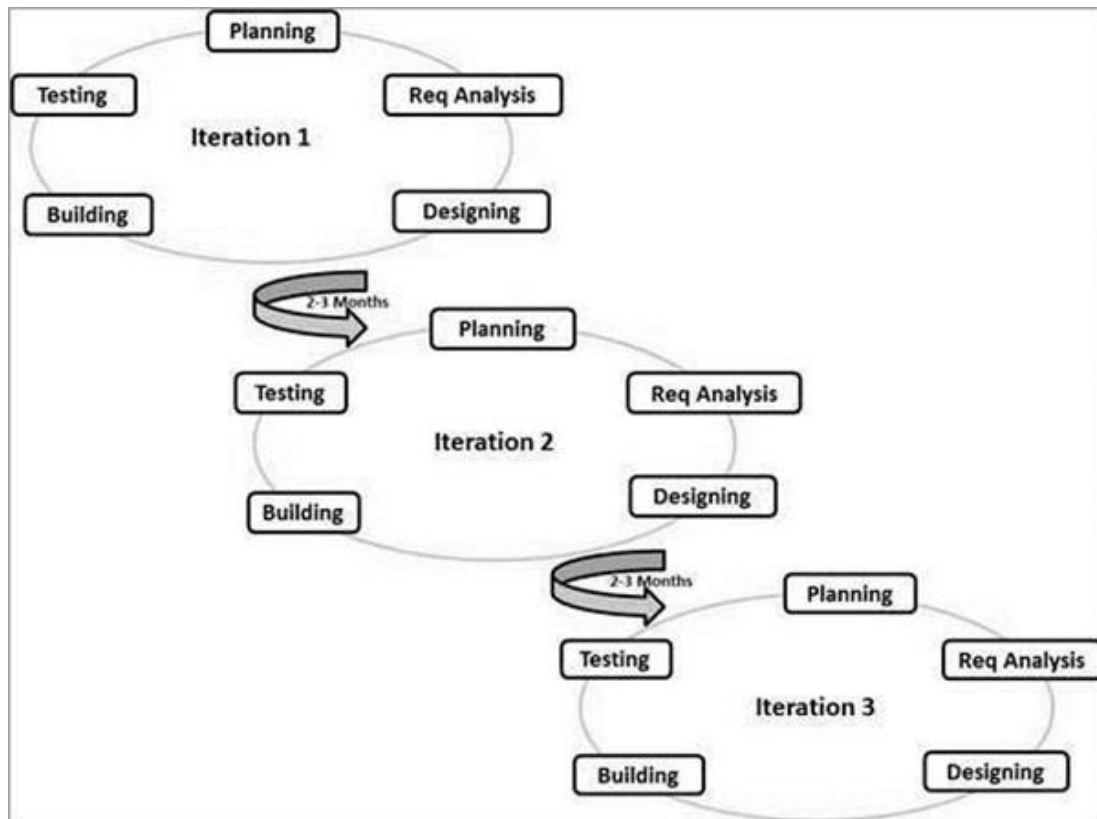 Planning
Testing
Req Analysis
Iteration 1
Building
Designing
2-3 Months
Planning
Testing
Req Analysis
Iteration 2
Building
Designing
2-3 Months
Planning
Testing
Req Analysis
Iteration 3
Building
Designing